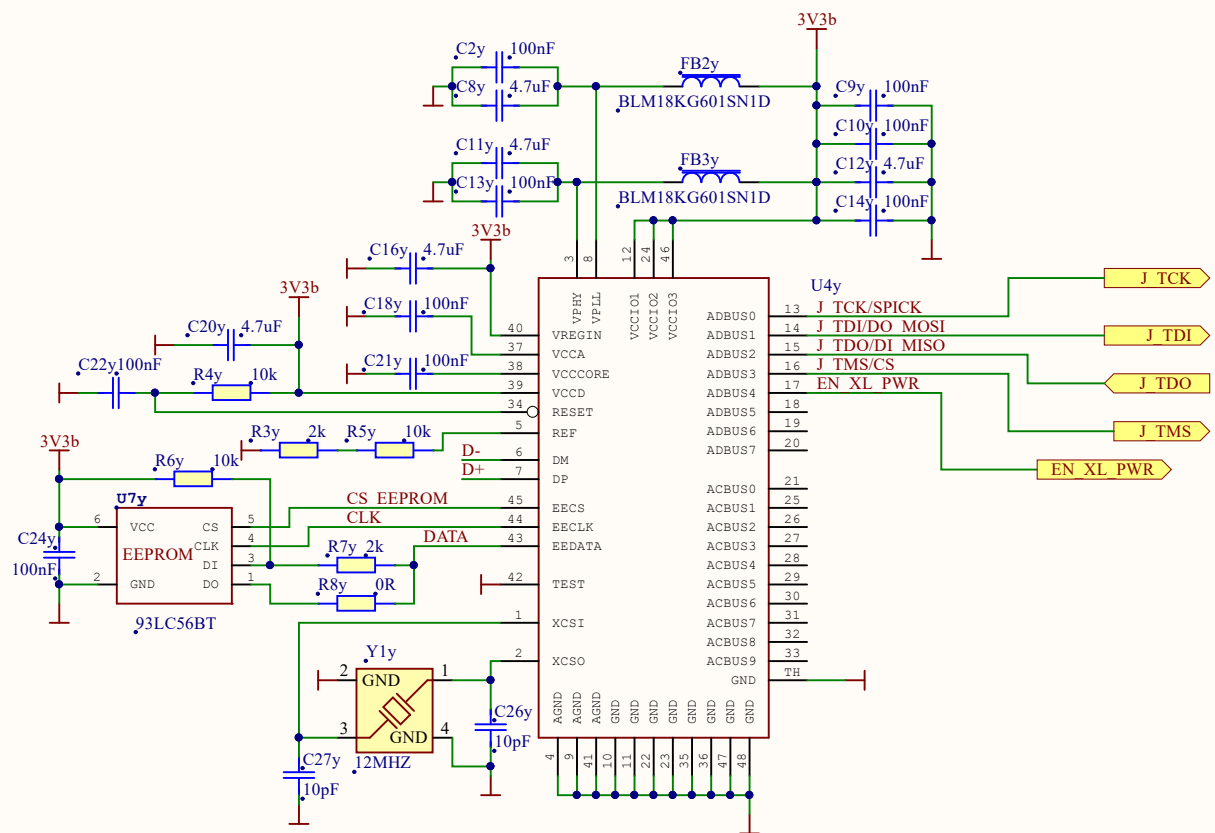 3V3b
C2y 100nF
C8y 4.7uF
FB2y
BLM18KG601SN1D
C9y 100nF
C10y 100nF
C11y 4.7uF
C13y 100nF
FB3y
BLM18KG601SN1D
C12y 4.7uF
C14y 100nF
3V3b
C16y 4.7uF
3 8 12 24 46
U4y
J_TCK
3V3b
C18y 100nF
VPHY VPLL VCCIO1 VCCIO2 VCCIO3
C20y 4.7uF
40 VREGIN
37 VCCA
C21y 100nF
38 VCCCORE
C22y 100nF
R4y 10k
39 VCCD
34 RESET
R3y 2k R5y 10k
5 REF
D- 6 DM
D+ 7 DP
ADBUS0 13 J_TCK/SPICK
ADBUS1 14 J_TDI/DO_MOSI
J_TDI
ADBUS2 15 J_TDO/DI_MISO
ADBUS3 16 J_TMS/CS
J_TDO
ADBUS4 17 EN_XL_PWR
ADBUS5 18
ADBUS6 19
J_TMS
ADBUS7 20
EN_XL_PWR
3V3b
R6y 10k
U7y
CS_EEPROM 45 EECS
CLK 44 EECLK
DATA 43 EEDATA
6 VCC CS 5
CLK 4
EEPROM
DI 3
2 GND DO 1
C24y
100nF
93LC56BT
R7y 2k
R8y 0R
42 TEST
1 XCSI
2 XCSO
ACBUS0 21
ACBUS1 25
ACBUS2 26
ACBUS3 27
ACBUS4 28
ACBUS5 29
ACBUS6 30
ACBUS7 31
ACBUS8 32
ACBUS9 33
GND TH
Y1y
2 GND 1
3 GND 4
12MHZ
C26y
10pF
C27y
10pF
AGND AGND AGND GND GND GND GND GND GND GND GND
4 9 41 10 11 22 23 35 36 47 48